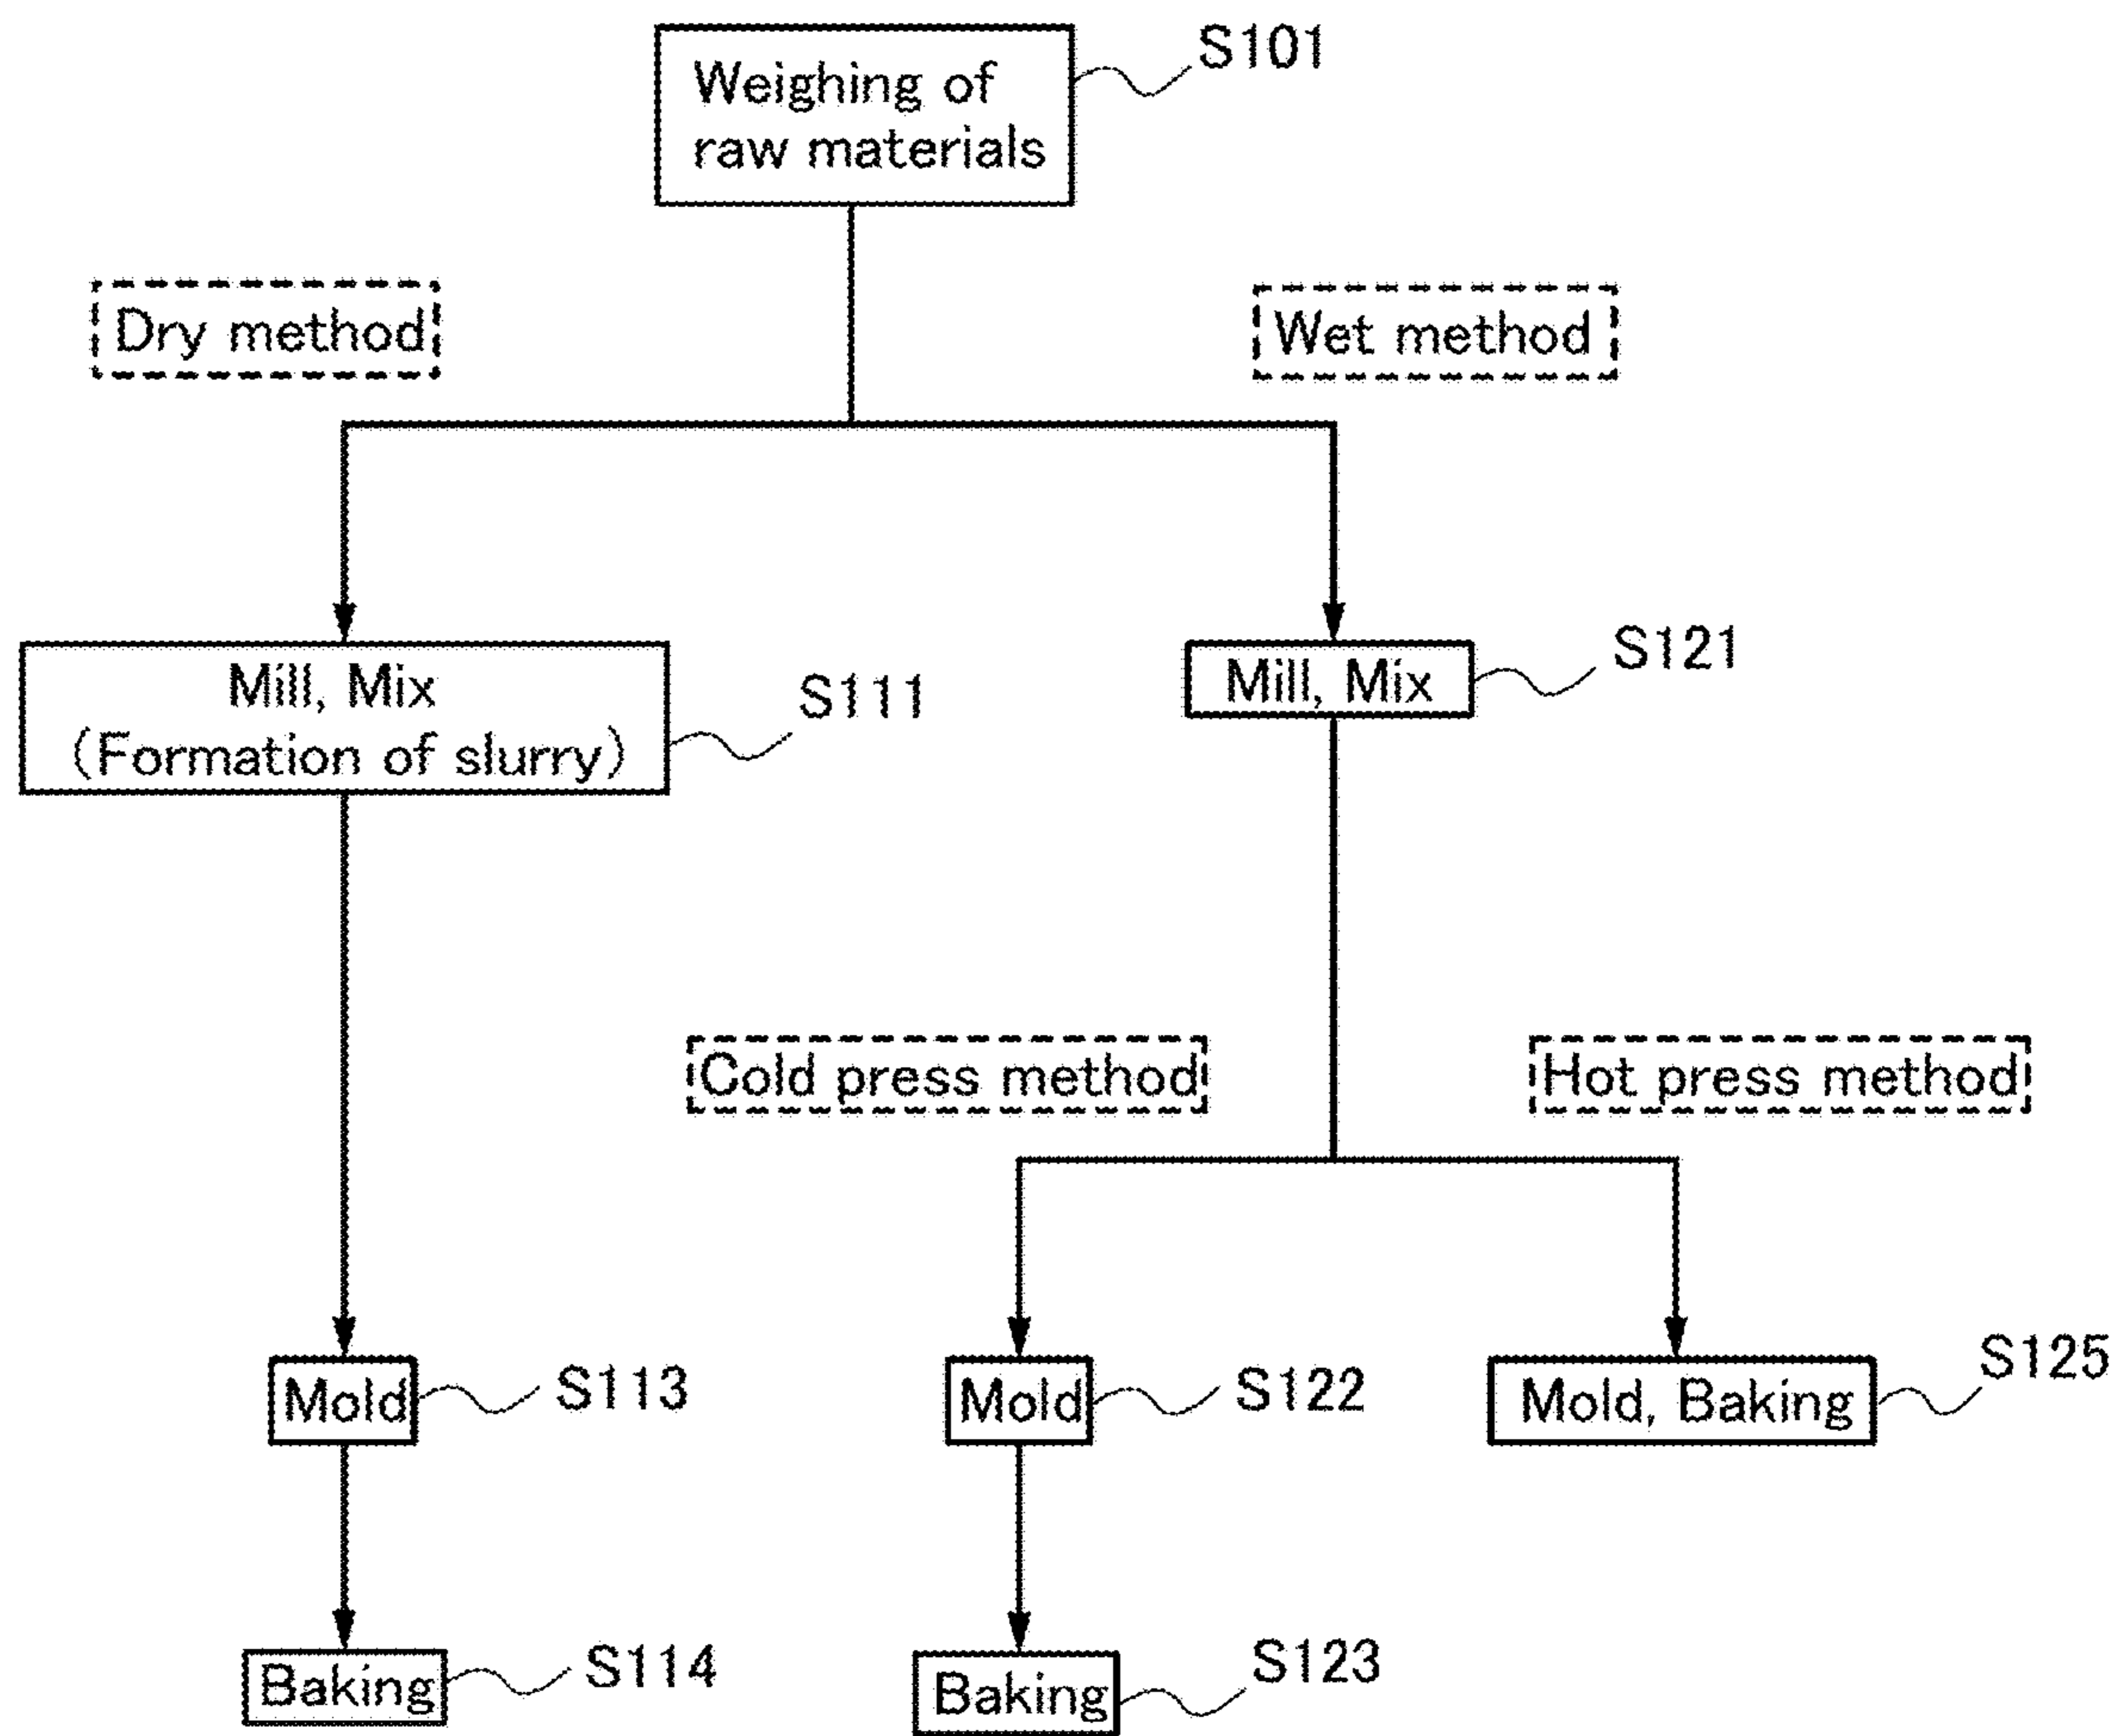 Weighing of
raw materials
S101
Dry method
Wet method
Mill, Mix
(Formation of slurry)
S111
Mill, Mix
S121
Cold press method
Hot press method
Mold
S113
Mold
S122
Mold, Baking
S125
Baking
S114
Baking
S123